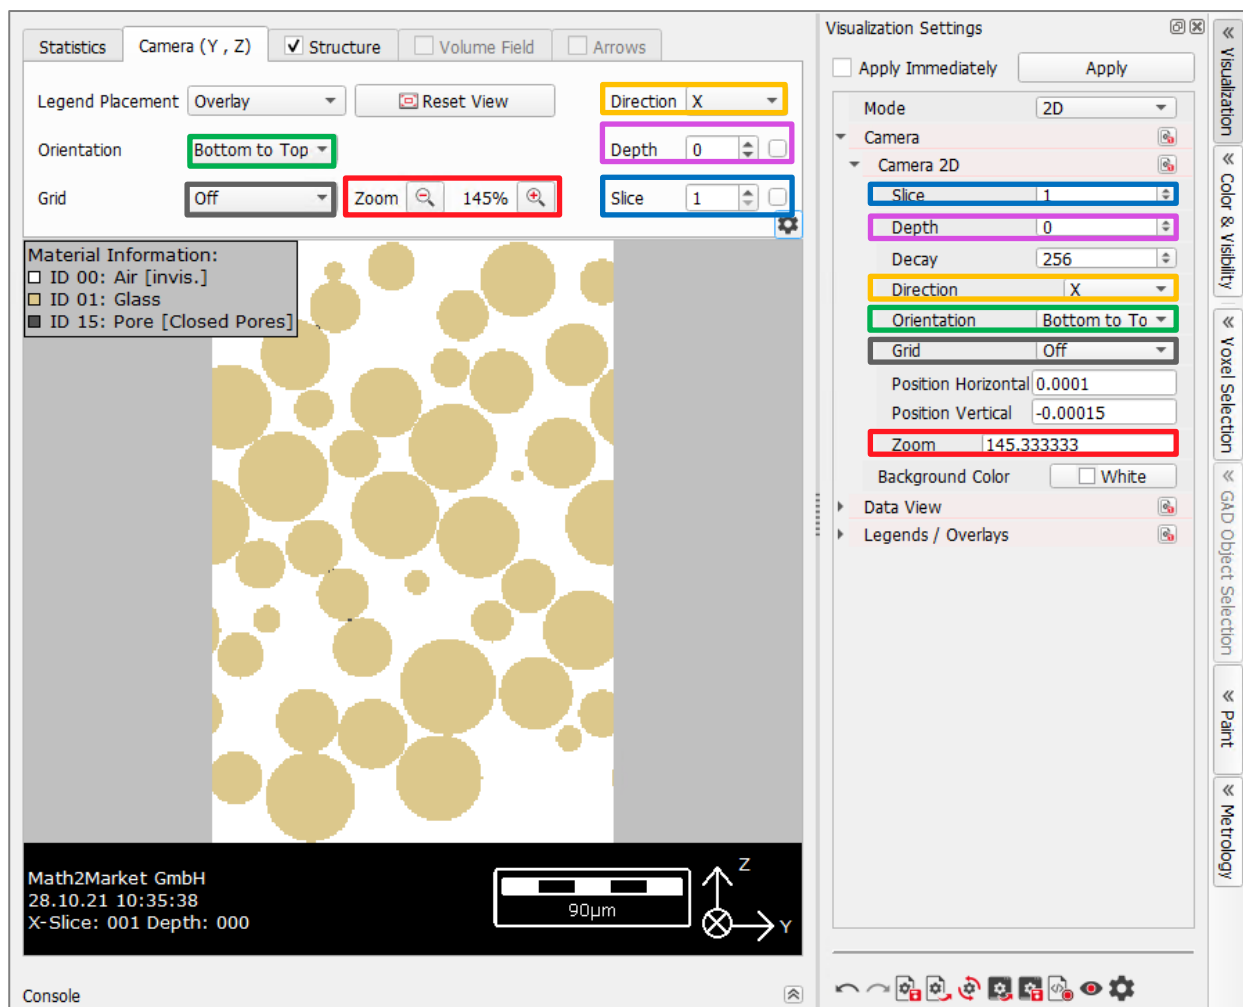 Statistics
Camera (Y , Z)
Structure
Volume Field
Arrows
Legend Placement Overlay Reset View Direction X
Orientation Bottom to Top Depth 0
Grid Off Zoom 145% Slice 1
Material Information:
ID 00: Air [invis.]
ID 01: Glass
ID 15: Pore [Closed Pores]
Math2Market GmbH
28.10.21 10:35:38
X-Slice: 001 Depth: 000
90µm
Z
Y
Console
Visualization Settings
Apply Immediately Apply
Mode 2D
Camera
Camera 2D
Slice 1
Depth 0
Decay 256
Direction X
Orientation Bottom to To
Grid Off
Position Horizontal 0.0001
Position Vertical -0.00015
Zoom 145.333333
Background Color White
Data View
Legends / Overlays
Visualization
Color & Visibility
Voxel Selection
GAD Object Selection
Paint
Metrology